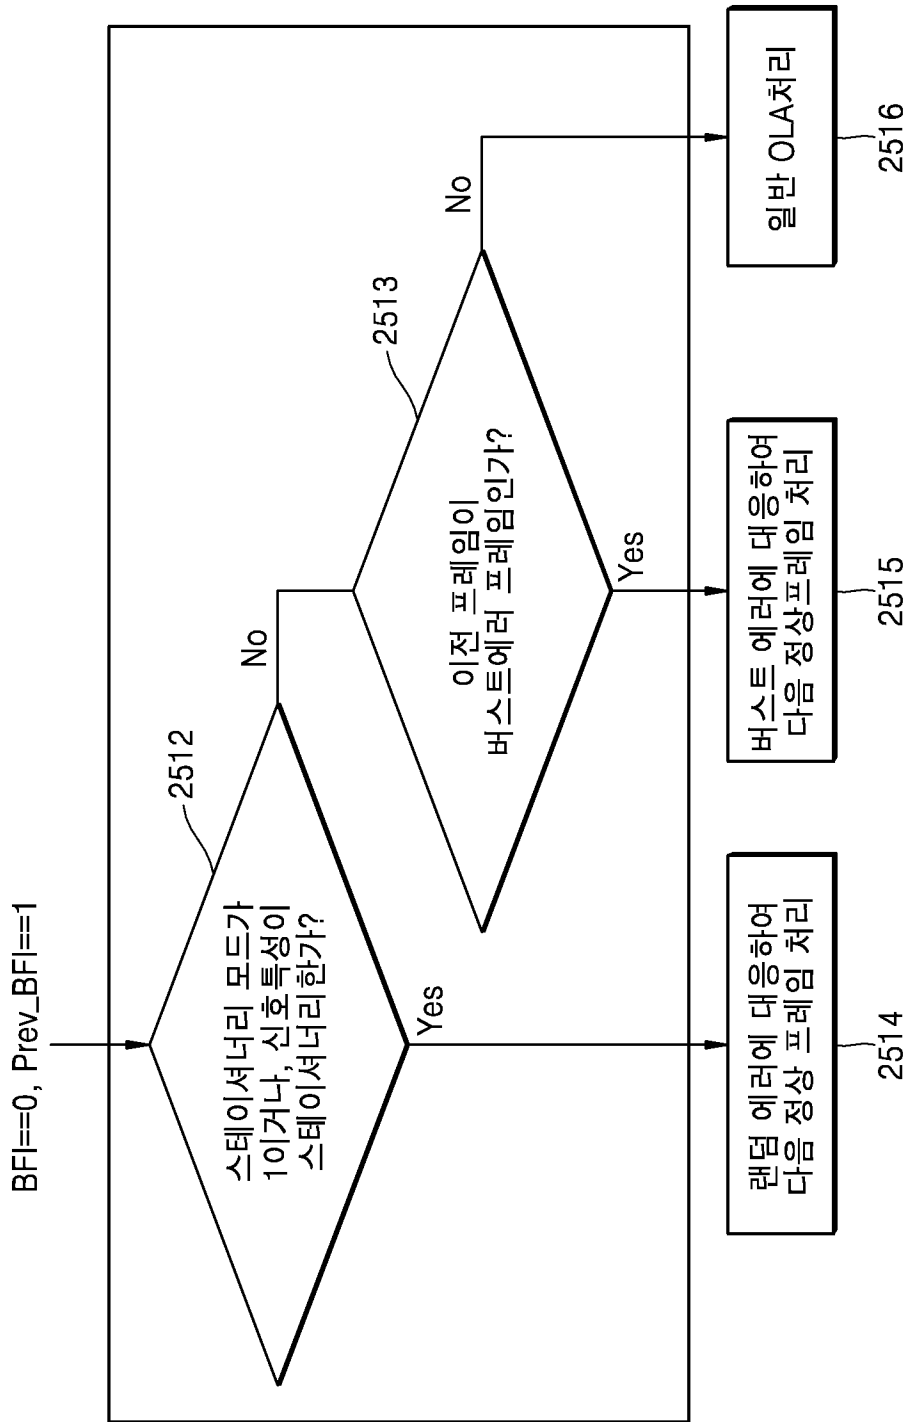 BFI==0, Prev_BFI==1
2512
스테이셔너리 모드가
1이거나, 신호특성이
스테이셔너리한가?
No
Yes
2513
이전 프레임이
버스트에러 프레임인가?
No
Yes
랜덤 에러에 대응하여
다음 정상 프레임 처리
2514
버스트 에러에 대응하여
다음 정상프레임 처리
2515
일반 OLA처리
2516